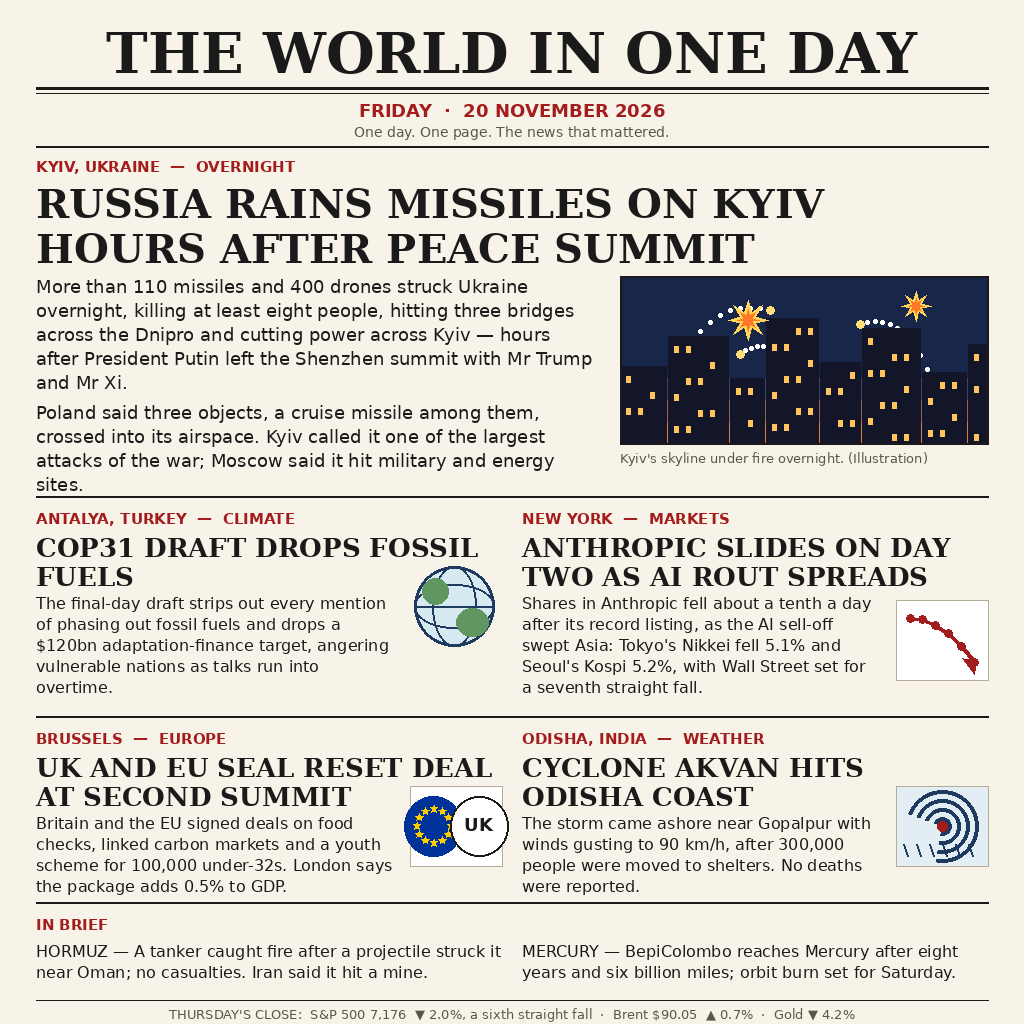 THE WORLD IN ONE DAY
FRIDAY · 20 NOVEMBER 2026
One day. One page. The news that mattered.
KYIV, UKRAINE — OVERNIGHT
RUSSIA RAINS MISSILES ON KYIV
HOURS AFTER PEACE SUMMIT
More than 110 missiles and 400 drones struck Ukraine
overnight, killing at least eight people, hitting three bridges
across the Dnipro and cutting power across Kyiv — hours
after President Putin left the Shenzhen summit with Mr Trump
and Mr Xi.
Poland said three objects, a cruise missile among them,
crossed into its airspace. Kyiv called it one of the largest
attacks of the war; Moscow said it hit military and energy
sites.
Kyiv's skyline under fire overnight. (Illustration)
ANTALYA, TURKEY — CLIMATE
COP31 DRAFT DROPS FOSSIL
FUELS
The final-day draft strips out every mention
of phasing out fossil fuels and drops a
$120bn adaptation-finance target, angering
vulnerable nations as talks run into
overtime.
NEW YORK — MARKETS
ANTHROPIC SLIDES ON DAY
TWO AS AI ROUT SPREADS
Shares in Anthropic fell about a tenth a day
after its record listing, as the AI sell-off
swept Asia: Tokyo's Nikkei fell 5.1% and
Seoul's Kospi 5.2%, with Wall Street set for
a seventh straight fall.
BRUSSELS — EUROPE
UK AND EU SEAL RESET DEAL
AT SECOND SUMMIT
Britain and the EU signed deals on food
checks, linked carbon markets and a youth
scheme for 100,000 under-32s. London says
the package adds 0.5% to GDP.
UK
ODISHA, INDIA — WEATHER
CYCLONE AKVAN HITS
ODISHA COAST
The storm came ashore near Gopalpur with
winds gusting to 90 km/h, after 300,000
people were moved to shelters. No deaths
were reported.
IN BRIEF
HORMUZ — A tanker caught fire after a projectile struck it
near Oman; no casualties. Iran said it hit a mine.
MERCURY — BepiColombo reaches Mercury after eight
years and six billion miles; orbit burn set for Saturday.
THURSDAY'S CLOSE: S&P 500 7,176 ▼ 2.0%, a sixth straight fall · Brent $90.05 ▲ 0.7% · Gold ▼ 4.2%